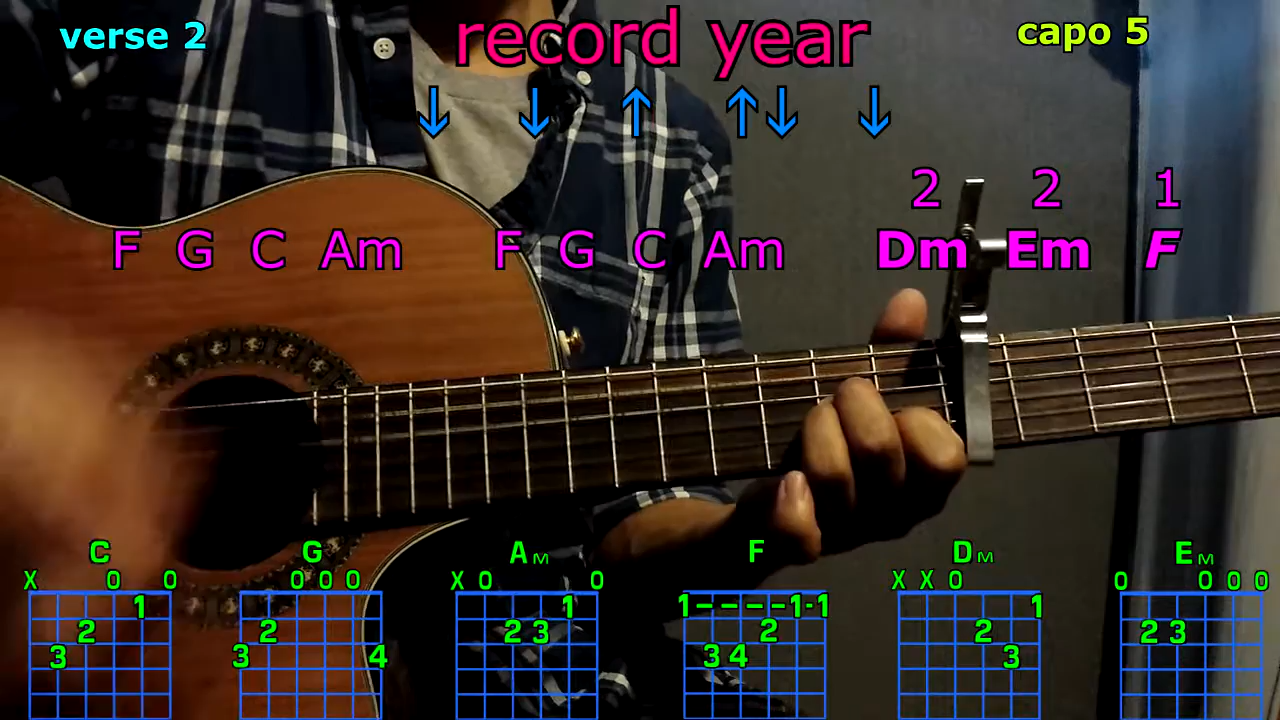 verse 2 record year capo 5
↓ ↓ ↑ ↑ ↓ ↓
2 2 1
F G C Am F G C Am Dm Em F
C G AM F DM EM
X 0 0 0 0 0 X 0 0 X X 0 0 0 0 0
1 1 1 - - - - 1 - 1 1
2 2 2 3 2 2 2 3
3 3 4 3 4 3